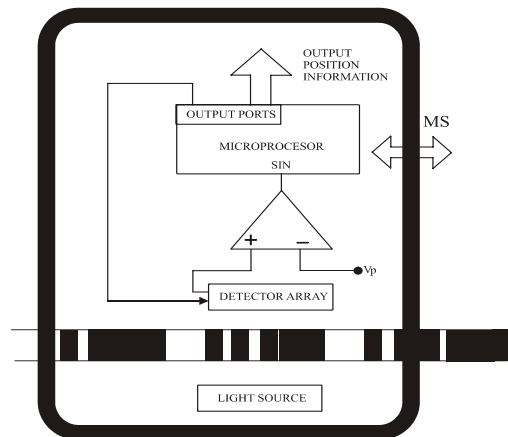 OUTPUT
POSITION
INFORMATION
OUTPUT PORTS
MS
MICROPROCESOR
SIN
+ −
Vp
DETECTOR ARRAY
LIGHT SOURCE